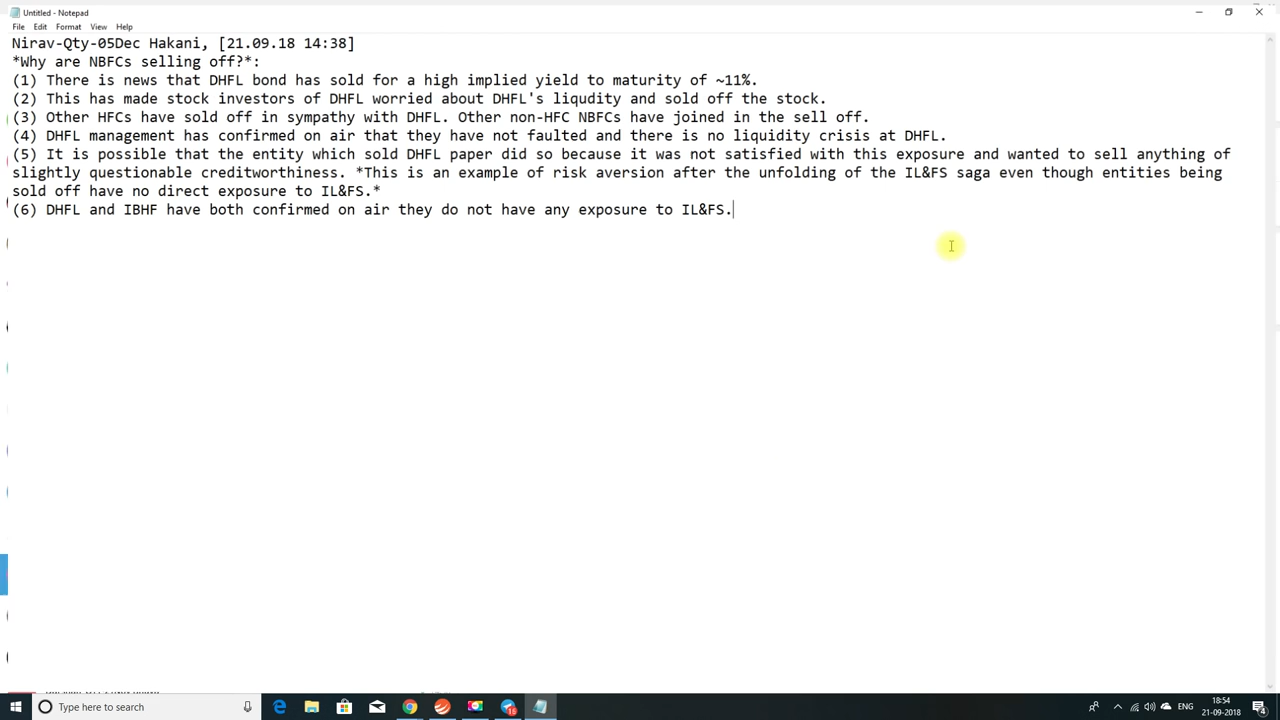 Untitled - Notepad
File Edit Format View Help
Nirav-Qty-05Dec Hakani, [21.09.18 14:38]
*Why are NBFCs selling off?*:
(1) There is news that DHFL bond has sold for a high implied yield to maturity of ~11%.
(2) This has made stock investors of DHFL worried about DHFL's liqudity and sold off the stock.
(3) Other HFCs have sold off in sympathy with DHFL. Other non-HFC NBFCs have joined in the sell off.
(4) DHFL management has confirmed on air that they have not faulted and there is no liquidity crisis at DHFL.
(5) It is possible that the entity which sold DHFL paper did so because it was not satisfied with this exposure and wanted to sell anything of
slightly questionable creditworthiness. *This is an example of risk aversion after the unfolding of the IL&FS saga even though entities being
sold off have no direct exposure to IL&FS.*
(6) DHFL and IBHF have both confirmed on air they do not have any exposure to IL&FS.
Type here to search
ENG
18:54
21-09-2018
15
4